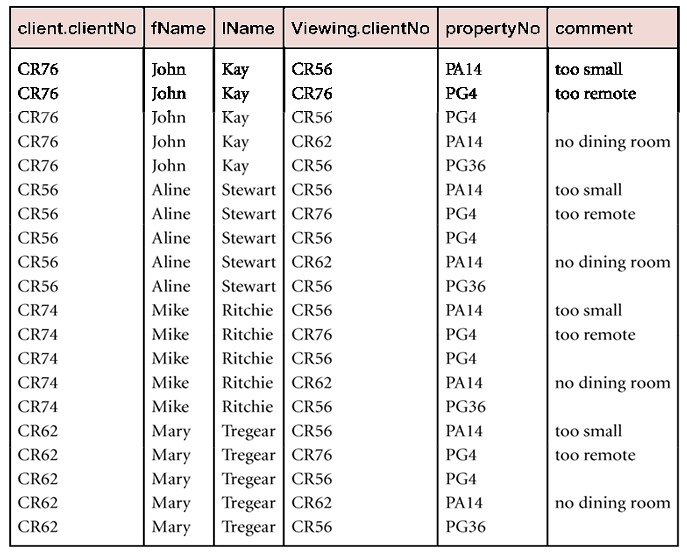 client.clientNo fName lName Viewing.clientNo propertyNo comment
CR76 John Kay CR56 PA14 too small
CR76 John Kay CR76 PG4 too remote
CR76 John Kay CR56 PG4
CR76 John Kay CR62 PA14 no dining room
CR76 John Kay CR56 PG36
CR56 Aline Stewart CR56 PA14 too small
CR56 Aline Stewart CR76 PG4 too remote
CR56 Aline Stewart CR56 PG4
CR56 Aline Stewart CR62 PA14 no dining room
CR56 Aline Stewart CR56 PG36
CR74 Mike Ritchie CR56 PA14 too small
CR74 Mike Ritchie CR76 PG4 too remote
CR74 Mike Ritchie CR56 PG4
CR74 Mike Ritchie CR62 PA14 no dining room
CR74 Mike Ritchie CR56 PG36
CR62 Mary Tregear CR56 PA14 too small
CR62 Mary Tregear CR76 PG4 too remote
CR62 Mary Tregear CR56 PG4
CR62 Mary Tregear CR62 PA14 no dining room
CR62 Mary Tregear CR56 PG36